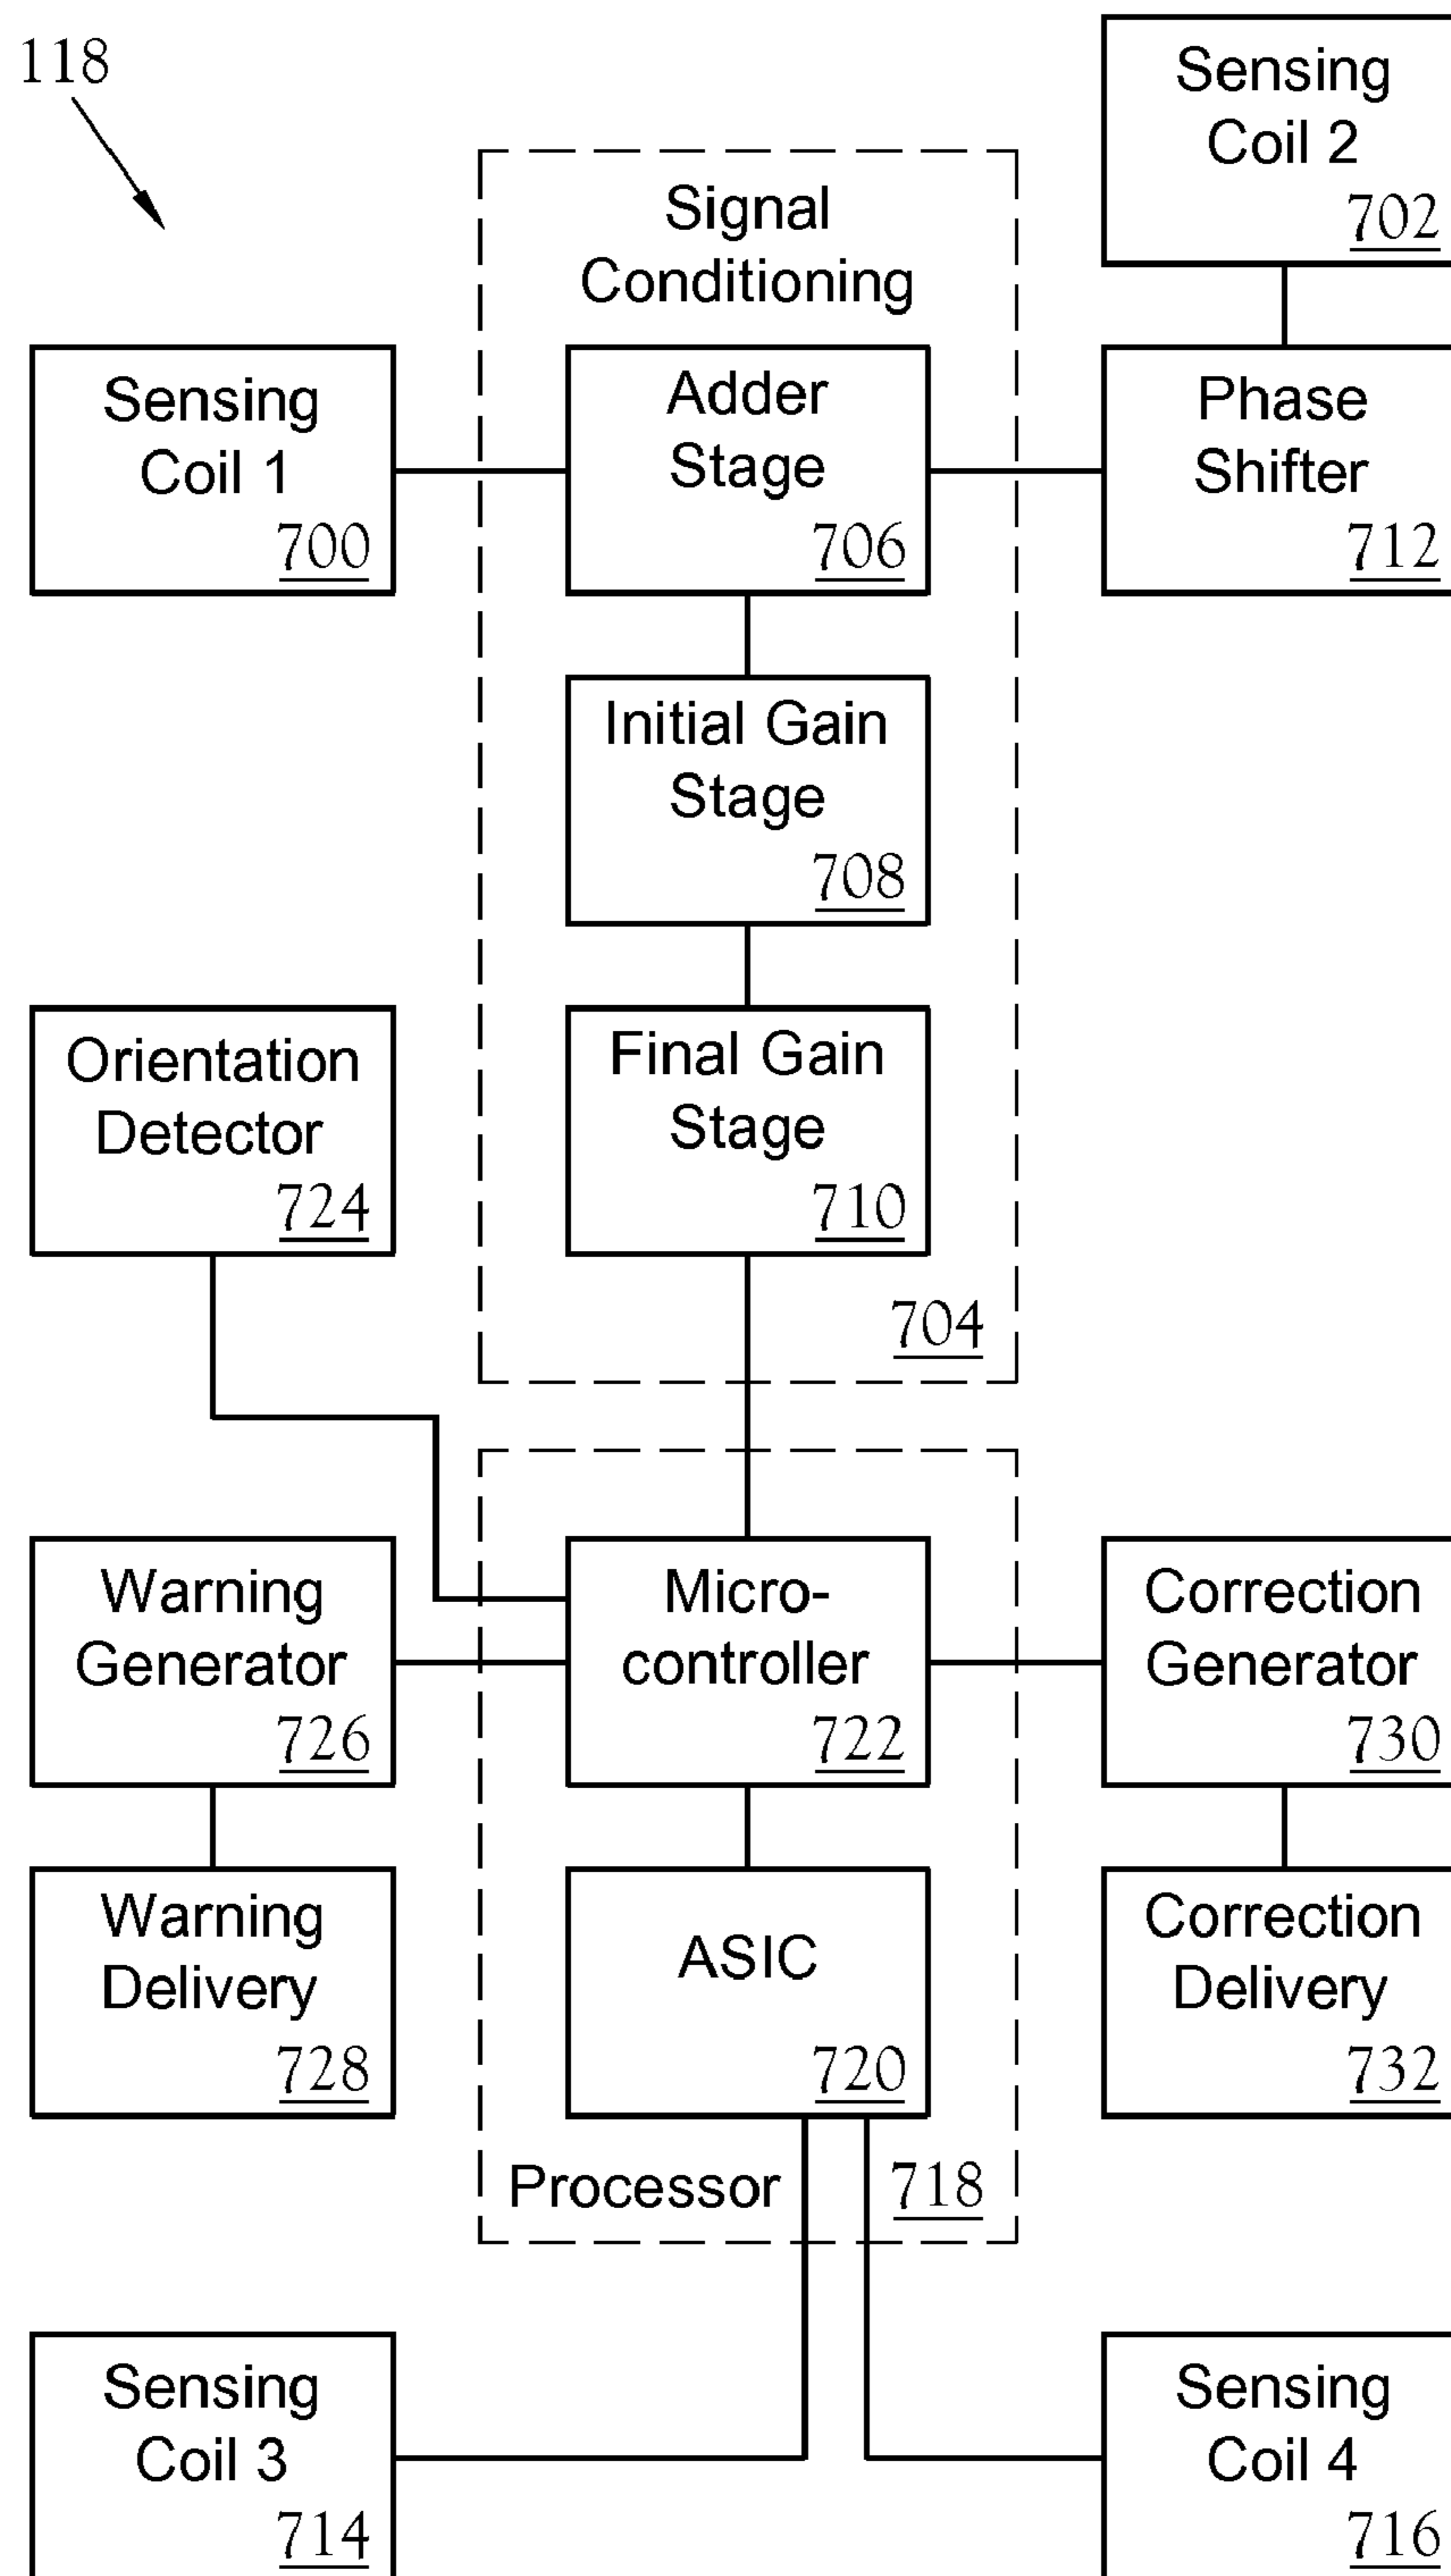 118
Sensing
Coil 2
702
Signal
Conditioning
Sensing
Coil 1
700
Adder
Stage
706
Phase
Shifter
712
Initial Gain
Stage
708
Orientation
Detector
724
Final Gain
Stage
710
704
Warning
Generator
726
Micro-
controller
722
Correction
Generator
730
Warning
Delivery
728
ASIC
720
Correction
Delivery
732
Processor
718
Sensing
Coil 3
714
Sensing
Coil 4
716